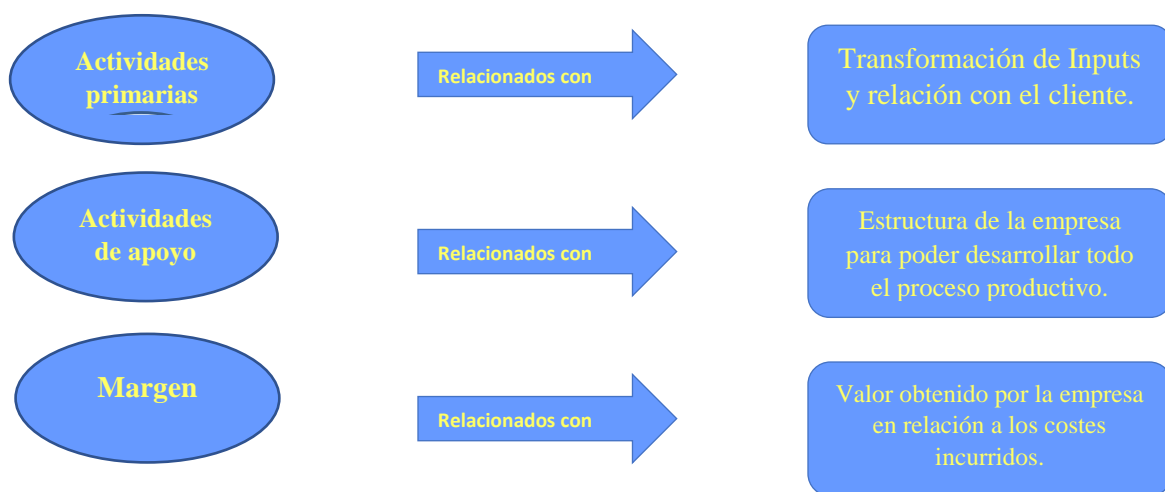 Actividades
primarias
Relacionados con
Transformación de Inputs
y relación con el cliente.
Actividades
de apoyo
Relacionados con
Estructura de la empresa
para poder desarrollar todo
el proceso productivo.
Margen
Relacionados con
Valor obtenido por la empresa
en relación a los costes
incurridos.